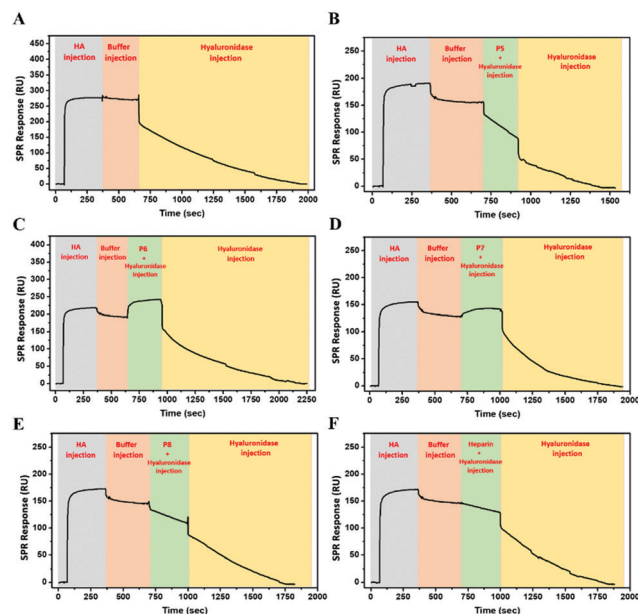 A
HA injection
Buffer injection
Hyaluronidase injection
SPR Response (RU)
450
400
350
300
250
200
150
100
50
0
0 250 500 750 1000 1250 1500 1750 2000
Time (sec)
B
HA injection
Buffer injection
P5
+
Hyaluronidase injection
Hyaluronidase injection
SPR Response (RU)
250
200
150
100
50
0
0 250 500 750 1000 1250 1500
Time (sec)
C
HA injection
Buffer injection
P6
+
Hyaluronidase injection
Hyaluronidase injection
SPR Response (RU)
400
350
300
250
200
150
100
50
0
0 250 500 750 1000 1250 1500 1750 2000 2250
Time (sec)
D
HA injection
Buffer injection
P7
+
Hyaluronidase injection
Hyaluronidase injection
SPR Response (RU)
250
200
150
100
50
0
0 250 500 750 1000 1250 1500 1750
Time (sec)
E
HA injection
Buffer injection
P8
+
Hyaluronidase injection
Hyaluronidase injection
SPR Response (RU)
250
200
150
100
50
0
0 250 500 750 1000 1250 1500 1750
Time (sec)
F
HA injection
Buffer injection
Heparin
+
Hyaluronidase injection
Hyaluronidase injection
SPR Response (RU)
250
200
150
100
50
0
0 250 500 750 1000 1250 1500 1750
Time (sec)